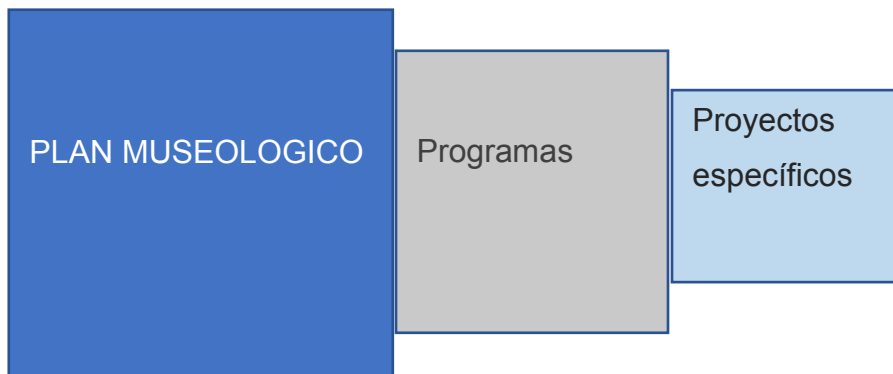 PLAN MUSEOLOGICO
Programas
Proyectos
específicos